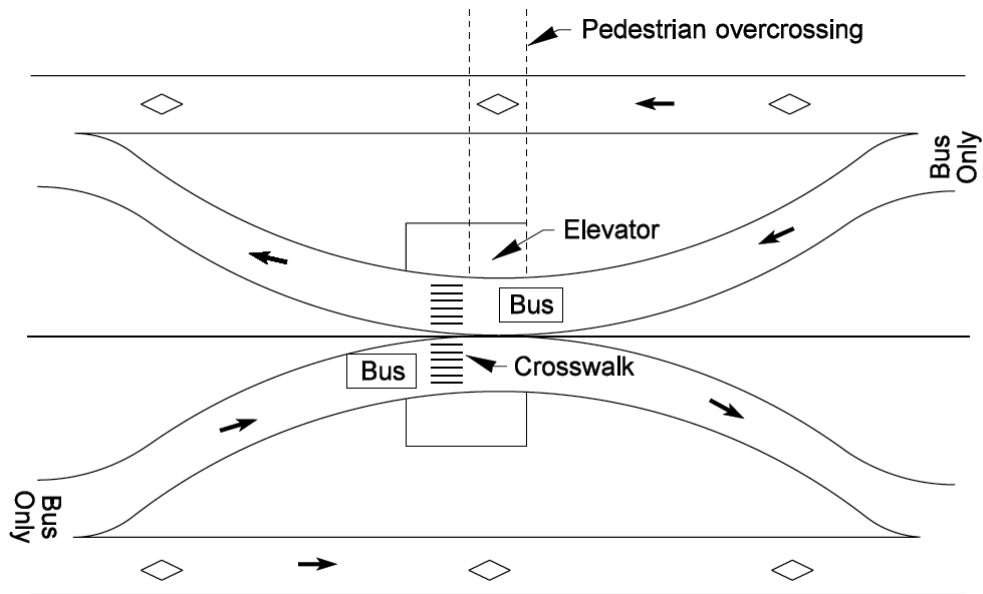 Pedestrian overcrossing
Bus
Only
Elevator
Bus
Bus
Crosswalk
Bus
Only